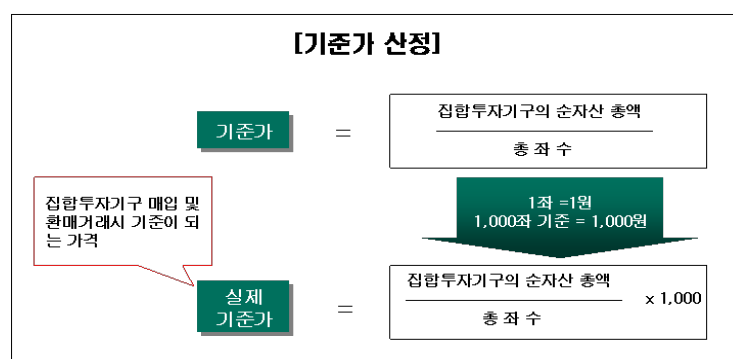 [기준가 산정]
기준가
=
집합투자기구의 순자산 총액
총 좌 수
집합투자기구 매입 및
환매거래시 기준이 되
는 가격
1좌 =1원
1,000좌 기준 = 1,000원
실제
기준가
=
집합투자기구의 순자산 총액
총 좌 수
x 1,000